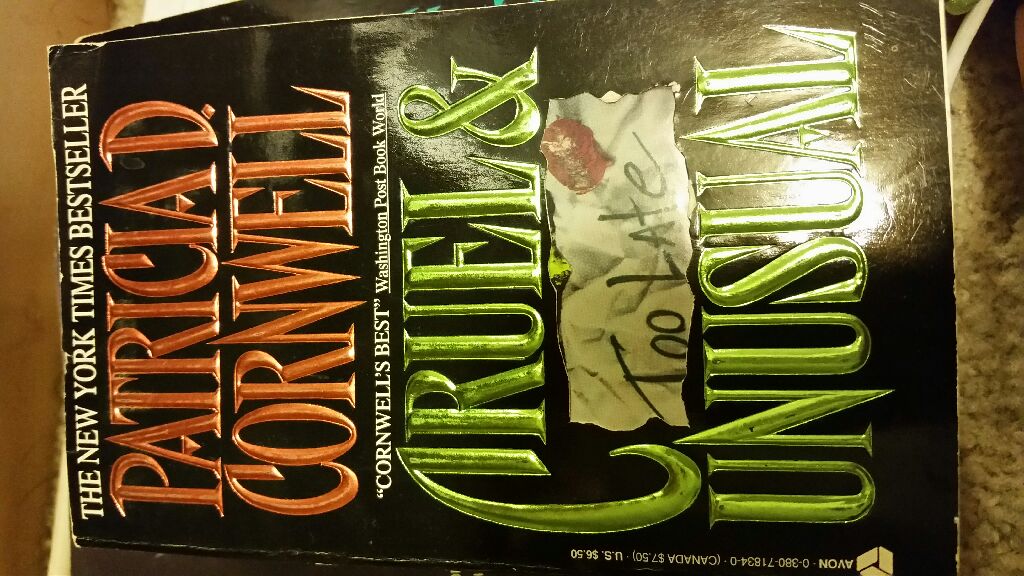 THE NEW YORK TIMES BESTSELLER
PATRICIA D.
CORNWELL
"CORNWELL'S BEST" Washington Post Book World
CRUEL &
Too LAte
UNUSUAL
AVON · 0-380-71834-0 · (CANADA $7.50) · U.S. $6.50